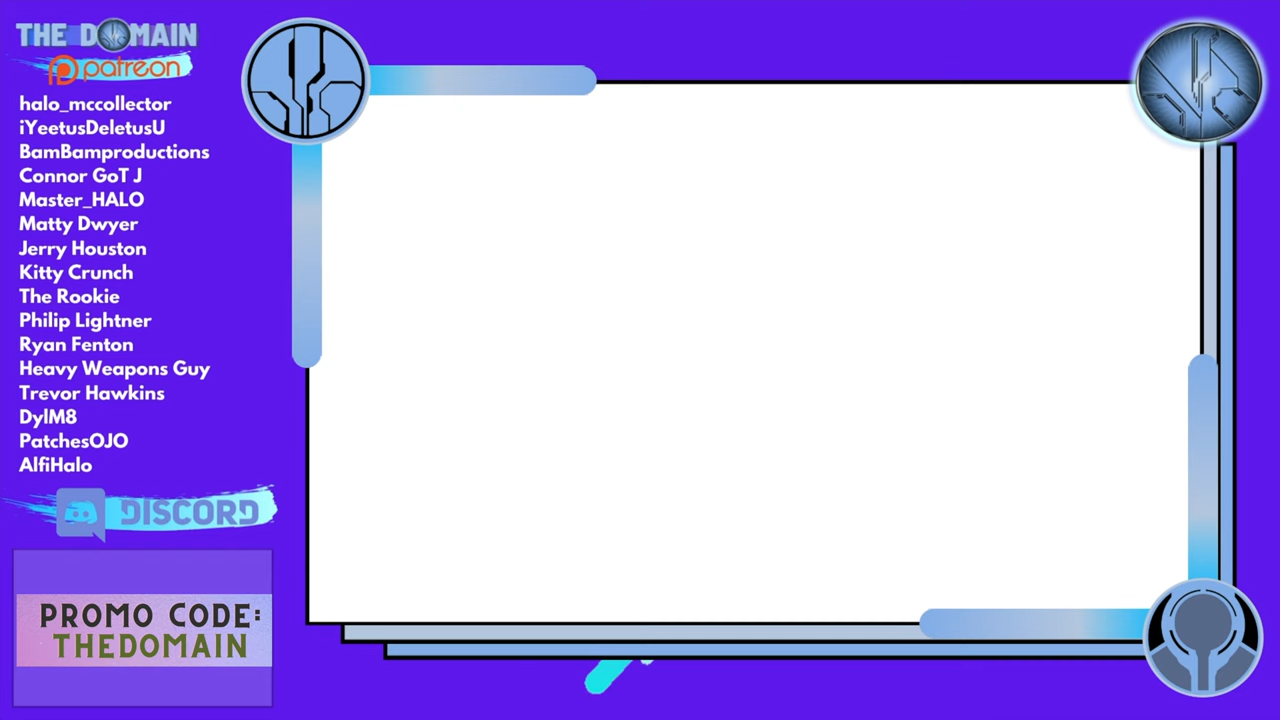 THE DOMAIN
patreon
halo_mccollector
iYeetusDeletusU
BamBamproductions
Connor GoT J
Master_HALO
Matty Dwyer
Jerry Houston
Kitty Crunch
The Rookie
Philip Lightner
Ryan Fenton
Heavy Weapons Guy
Trevor Hawkins
DylM8
PatchesOJO
AlfiHalo
DISCORD
PROMO CODE:
THEDOMAIN